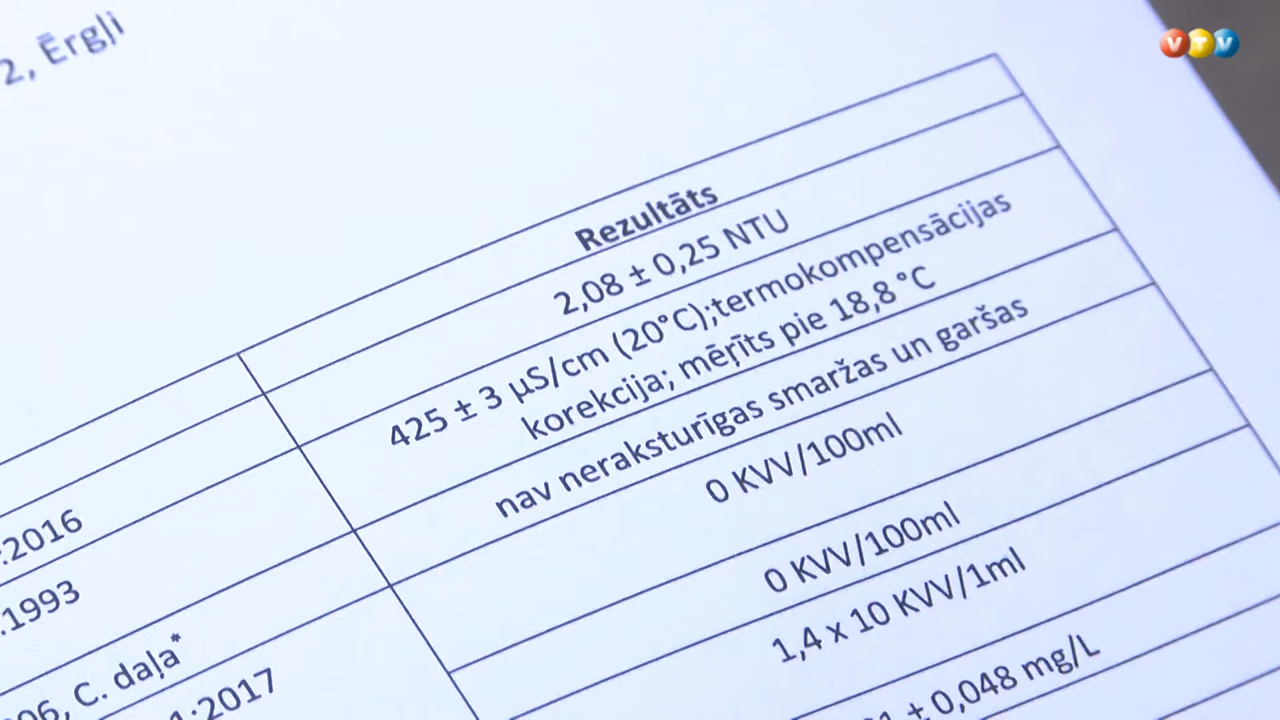 2, Ērgļi
VTV
Rezultāts
2,08 ± 0,25 NTU
:2016
425 ± 3 µS/cm (20°C);termokompensācijas
korekcija; mēŗīts pie 18,8 °C
.1993
nav neraksturīgas smaržas un garšas
06, C. daļa*
0 KVV/100ml
1:2017
0 KVV/100ml
1,4 x 10 KVV/1ml
± 0,048 mg/L